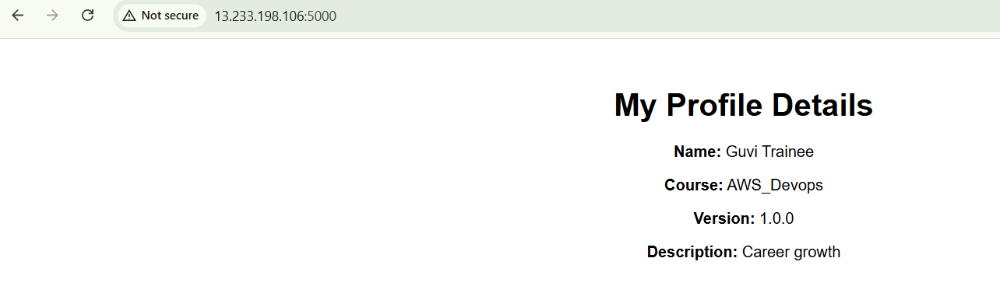 Not secure 13.233.198.106:5000
My Profile Details
Name: Guvi Trainee
Course: AWS_Devops
Version: 1.0.0
Description: Career growth